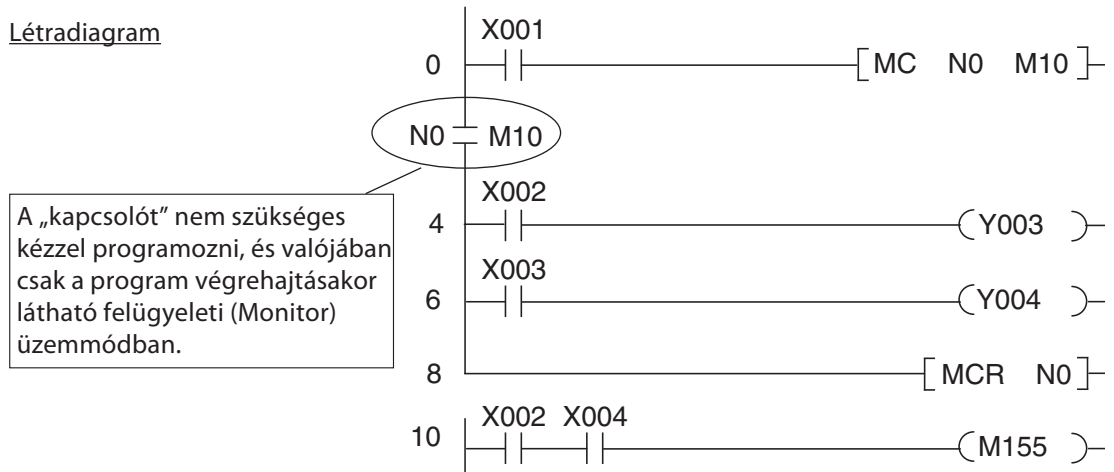 Létradiagram
X001
0 MC N0 M10
N0 M10
A „kapcsolót” nem szükséges
kézzel programozni, és valójában
csak a program végrehajtásakor
látható felügyeleti (Monitor)
üzemmódban.
X002
4 Y003
X003
6 Y004
8 MCR N0
X002 X004
10 M155